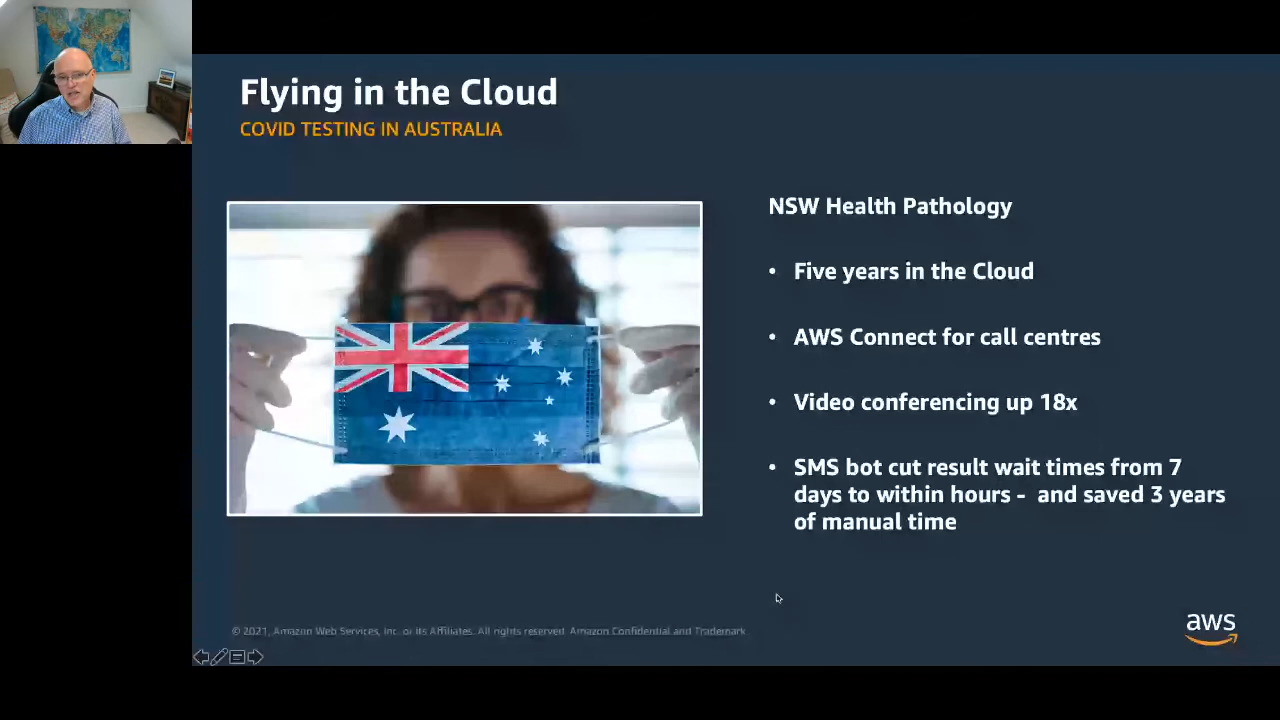 Flying in the Cloud
COVID TESTING IN AUSTRALIA
NSW Health Pathology
• Five years in the Cloud
• AWS Connect for call centres
• Video conferencing up 18x
• SMS bot cut result wait times from 7
days to within hours -  and saved 3 years
of manual time
© 2021, Amazon Web Services, Inc. or its Affiliates. All rights reserved. Amazon Confidential and Trademark
aws